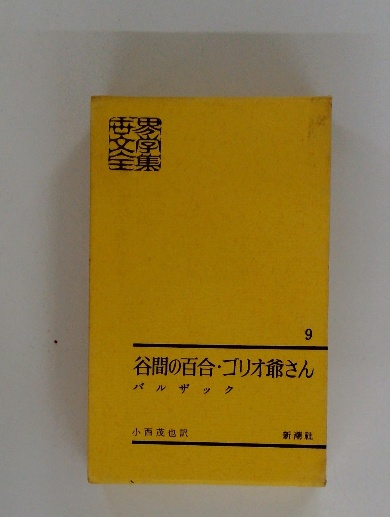 世界
文学
全集
9
谷間の百合・ゴリオ爺さん
バルザック
小西茂也訳
新潮社